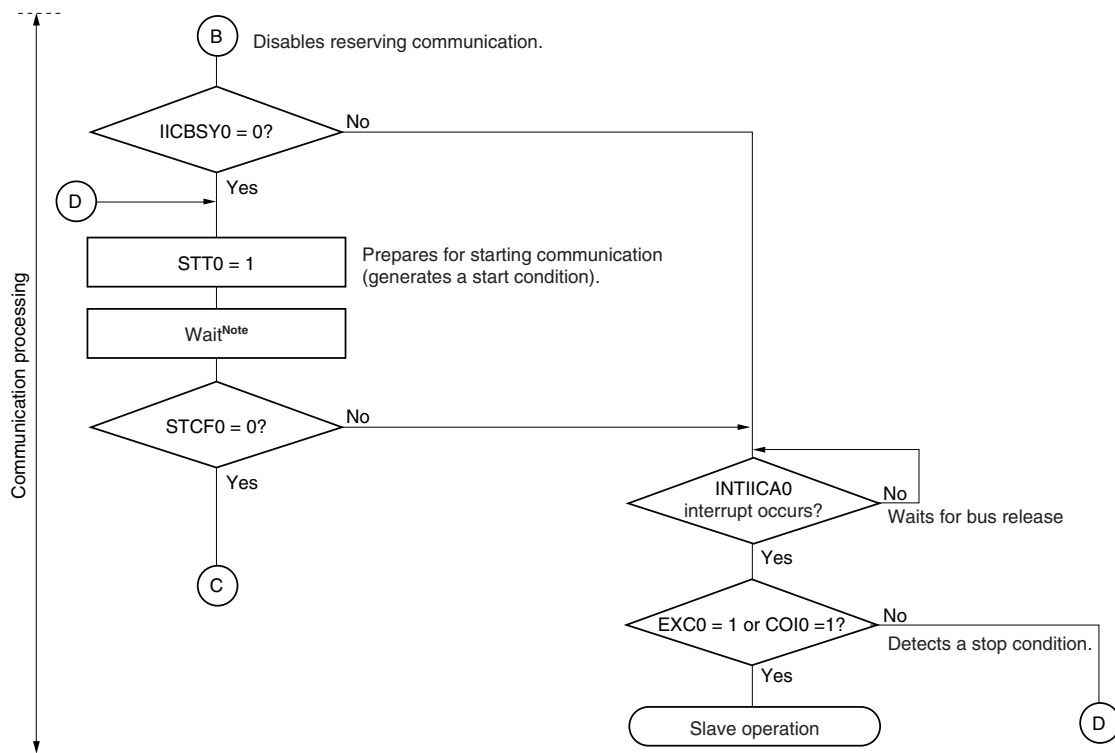 B
Disables reserving communication.
IICBSY0 = 0?
No
Yes
D
STT0 = 1
Prepares for starting communication
(generates a start condition).
WaitNote
STCF0 = 0?
No
Yes
C
INTIICA0
interrupt occurs?
No
Waits for bus release
Yes
EXC0 = 1 or COI0 =1?
No
Detects a stop condition.
Yes
Slave operation
D
Communication processing